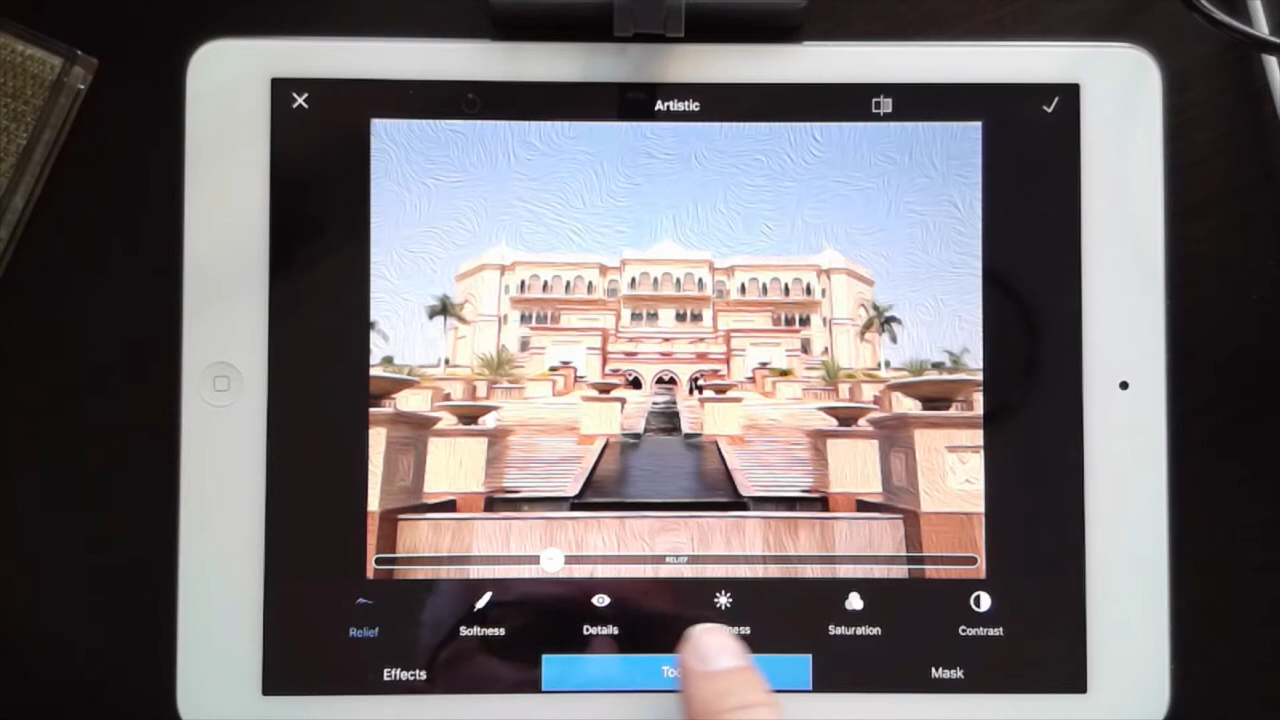 Artistic
RELIEF
Relief Softness Details Saturation Contrast
Effects Mask